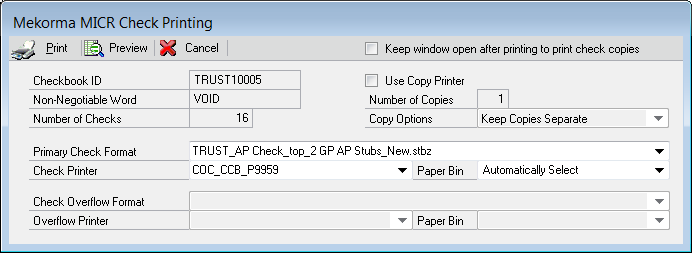 Mekorma MICR Check Printing
Print Preview Cancel Keep window open after printing to print check copies
Checkbook ID TRUST10005 Use Copy Printer
Non-Negotiable Word VOID Number of Copies 1
Number of Checks 16 Copy Options Keep Copies Separate
Primary Check Format TRUST_AP Check_top_2 GP AP Stubs_New.stbz
Check Printer COC_CCB_P9959 Paper Bin Automatically Select
Check Overflow Format
Overflow Printer Paper Bin